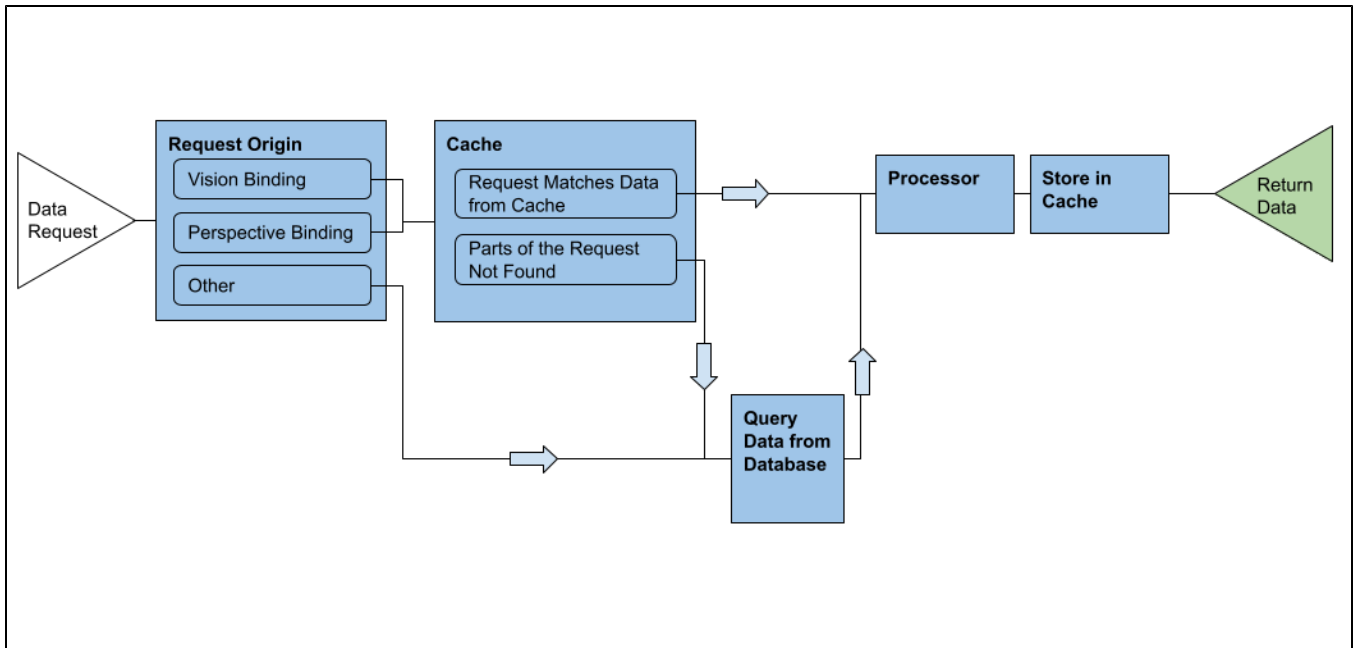 Data
Request
Request Origin
Vision Binding
Perspective Binding
Other
Cache
Request Matches Data
from Cache
Parts of the Request
Not Found
Query
Data from
Database
Processor
Store in
Cache
Return
Data